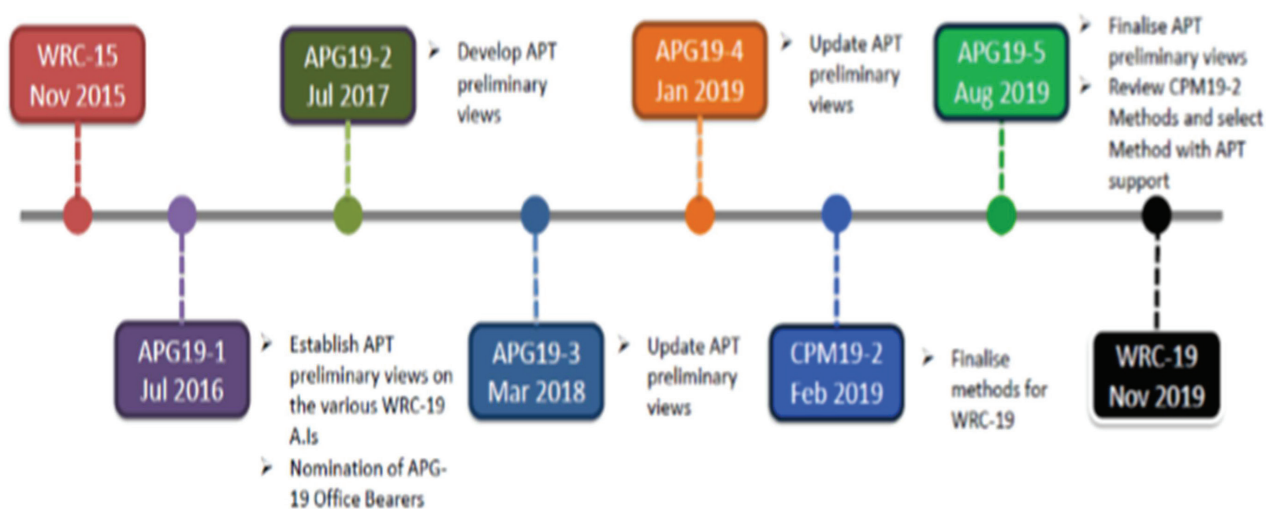 WRC-15
Nov 2015
APG19-2
Jul 2017
➢ Develop APT
preliminary
views
APG19-4
Jan 2019
➢ Update APT
preliminary
views
APG19-5
Aug 2019
➢ Finalise APT
preliminary views
➢ Review CPM19-2
Methods and select
Method with APT
support
APG19-1
Jul 2016
➢ Establish APT
preliminary views on
the various WRC-19
A.Is
➢ Nomination of APG-
19 Office Bearers
APG19-3
Mar 2018
➢ Update APT
preliminary
views
CPM19-2
Feb 2019
➢ Finalise
methods for
WRC-19
WRC-19
Nov 2019